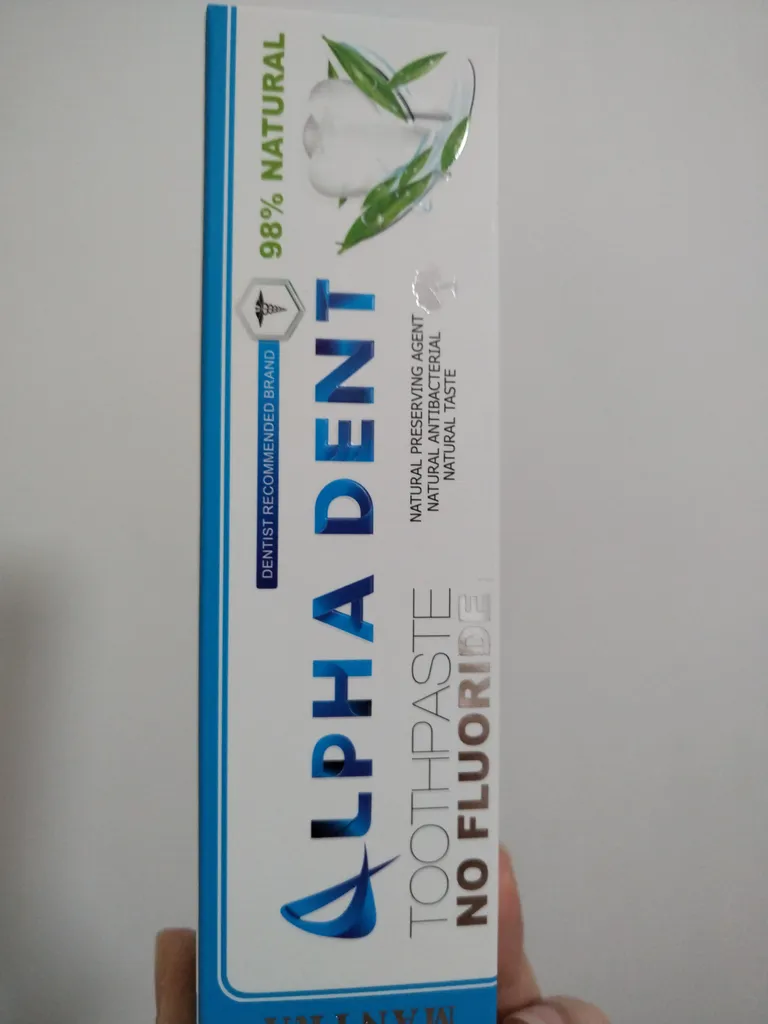 98% NATURAL
DENTIST RECOMMENDED BRAND
ALPHA DENT
TOOTHPASTE
NO FLUORIDE
NATURAL PRESERVING AGENT
NATURAL ANTIBACTERIAL
NATURAL TASTE